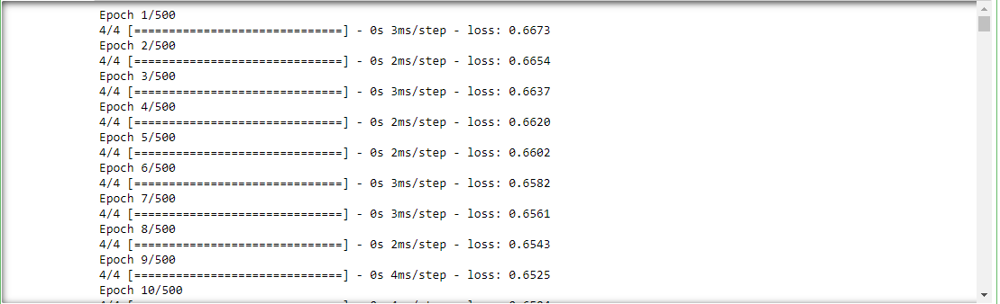 Epoch 1/500
4/4 [==============================] - 0s 3ms/step - loss: 0.6673
Epoch 2/500
4/4 [==============================] - 0s 2ms/step - loss: 0.6654
Epoch 3/500
4/4 [==============================] - 0s 3ms/step - loss: 0.6637
Epoch 4/500
4/4 [==============================] - 0s 2ms/step - loss: 0.6620
Epoch 5/500
4/4 [==============================] - 0s 2ms/step - loss: 0.6602
Epoch 6/500
4/4 [==============================] - 0s 3ms/step - loss: 0.6582
Epoch 7/500
4/4 [==============================] - 0s 3ms/step - loss: 0.6561
Epoch 8/500
4/4 [==============================] - 0s 2ms/step - loss: 0.6543
Epoch 9/500
4/4 [==============================] - 0s 4ms/step - loss: 0.6525
Epoch 10/500